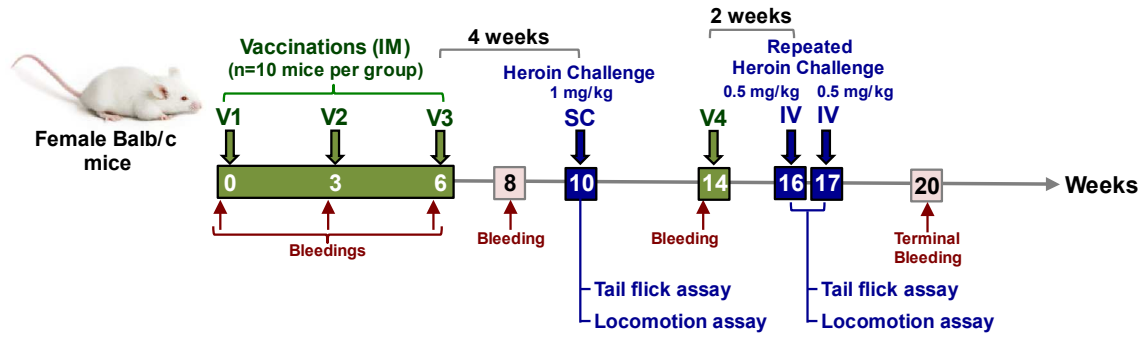 2 weeks
4 weeks
Vaccinations (IM)
(n=10 mice per group)
Repeated
Heroin Challenge
Heroin Challenge
1 mg/kg
0.5 mg/kg
0.5 mg/kg
V1
V2
V3
SC
V4
IV
IV
Female Balb/c
mice
0
3
6
8
10
14
16
17
20
Weeks
Bleedings
Bleeding
Bleeding
Terminal
Bleeding
Tail flick assay
Locomotion assay
Tail flick assay
Locomotion assay